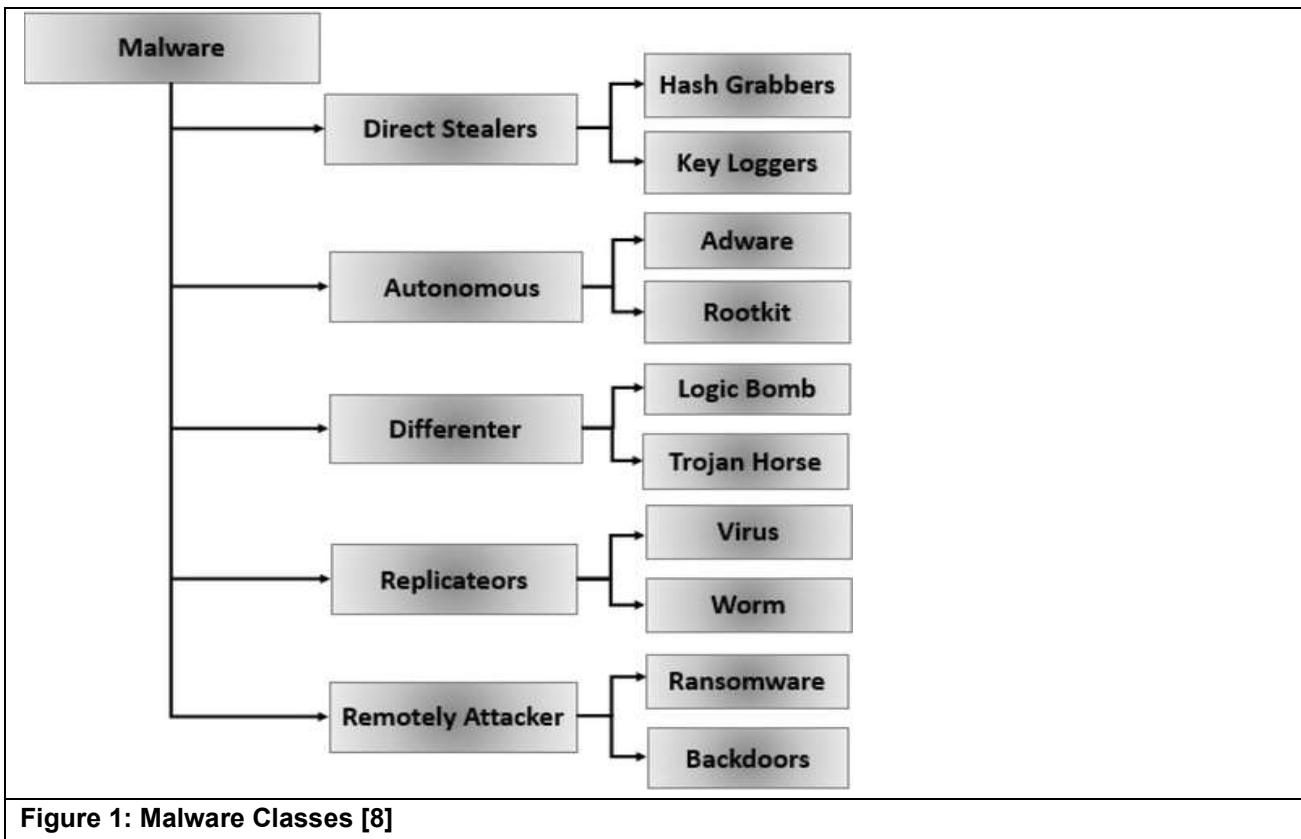 Malware
Direct Stealers
Hash Grabbers
Key Loggers
Autonomous
Adware
Rootkit
Differenter
Logic Bomb
Trojan Horse
Replicateors
Virus
Worm
Remotely Attacker
Ransomware
Backdoors
Figure 1: Malware Classes [8]